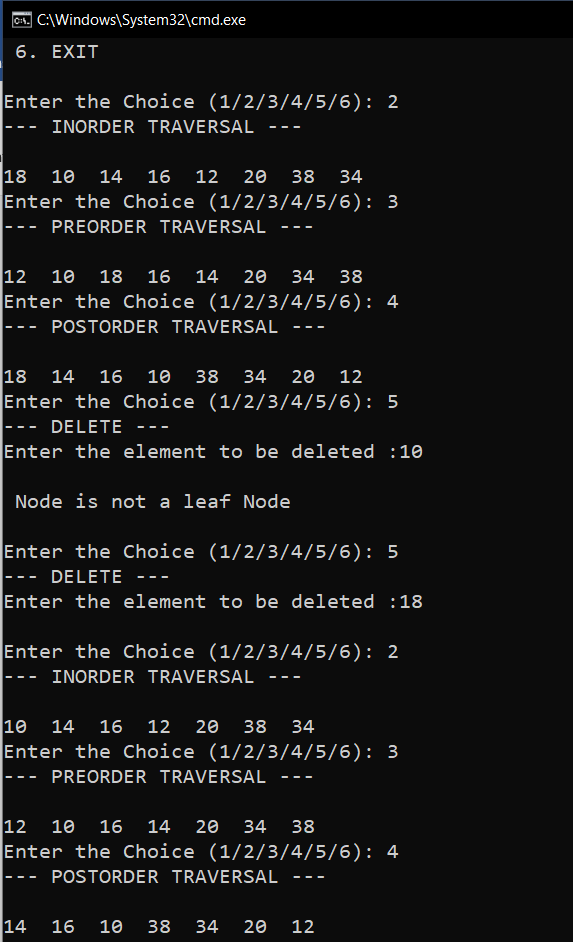 C:\Windows\System32\cmd.exe
6. EXIT
Enter the Choice (1/2/3/4/5/6): 2
--- INORDER TRAVERSAL ---
18  10  14  16  12  20  38  34
Enter the Choice (1/2/3/4/5/6): 3
--- PREORDER TRAVERSAL ---
12  10  18  16  14  20  34  38
Enter the Choice (1/2/3/4/5/6): 4
--- POSTORDER TRAVERSAL ---
18  14  16  10  38  34  20  12
Enter the Choice (1/2/3/4/5/6): 5
--- DELETE ---
Enter the element to be deleted :10
Node is not a leaf Node
Enter the Choice (1/2/3/4/5/6): 5
--- DELETE ---
Enter the element to be deleted :18
Enter the Choice (1/2/3/4/5/6): 2
--- INORDER TRAVERSAL ---
10  14  16  12  20  38  34
Enter the Choice (1/2/3/4/5/6): 3
--- PREORDER TRAVERSAL ---
12  10  16  14  20  34  38
Enter the Choice (1/2/3/4/5/6): 4
--- POSTORDER TRAVERSAL ---
14  16  10  38  34  20  12